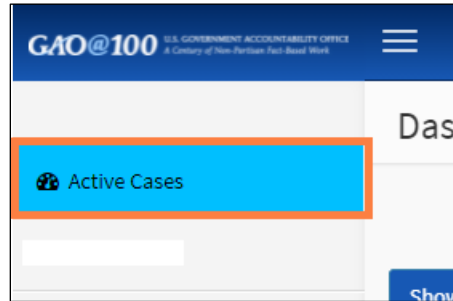 GAO@100 U.S. GOVERNMENT ACCOUNTABILITY OFFICE
A Century of Non-Partisan Fact-Based Work
Das
Active Cases
Show